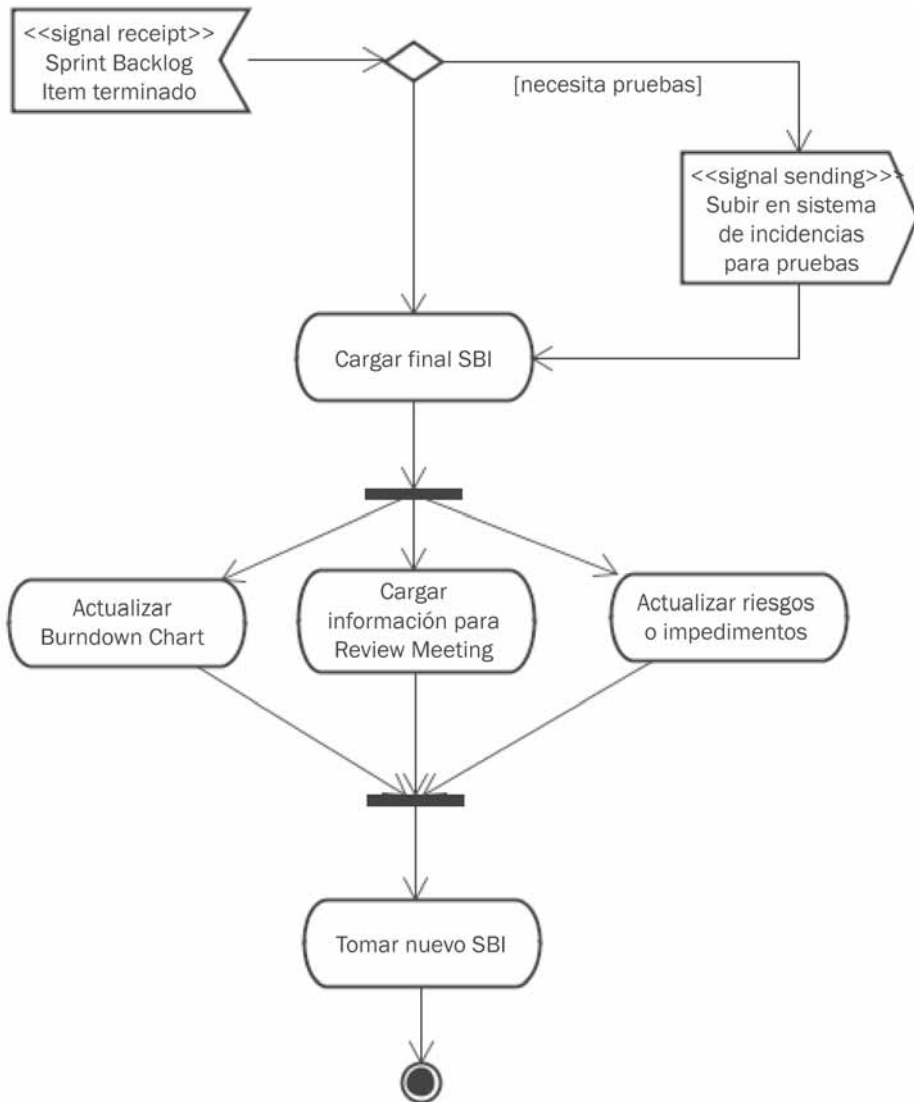 <<signal receipt>>
Sprint Backlog
Item terminado
[necesita pruebas]
<<signal sending>>>
Subir en sistema
de incidencias
para pruebas
Cargar final SBI
Actualizar
Burndown Chart
Cargar
información para
Review Meeting
Actualizar riesgos
o impedimentos
Tomar nuevo SBI